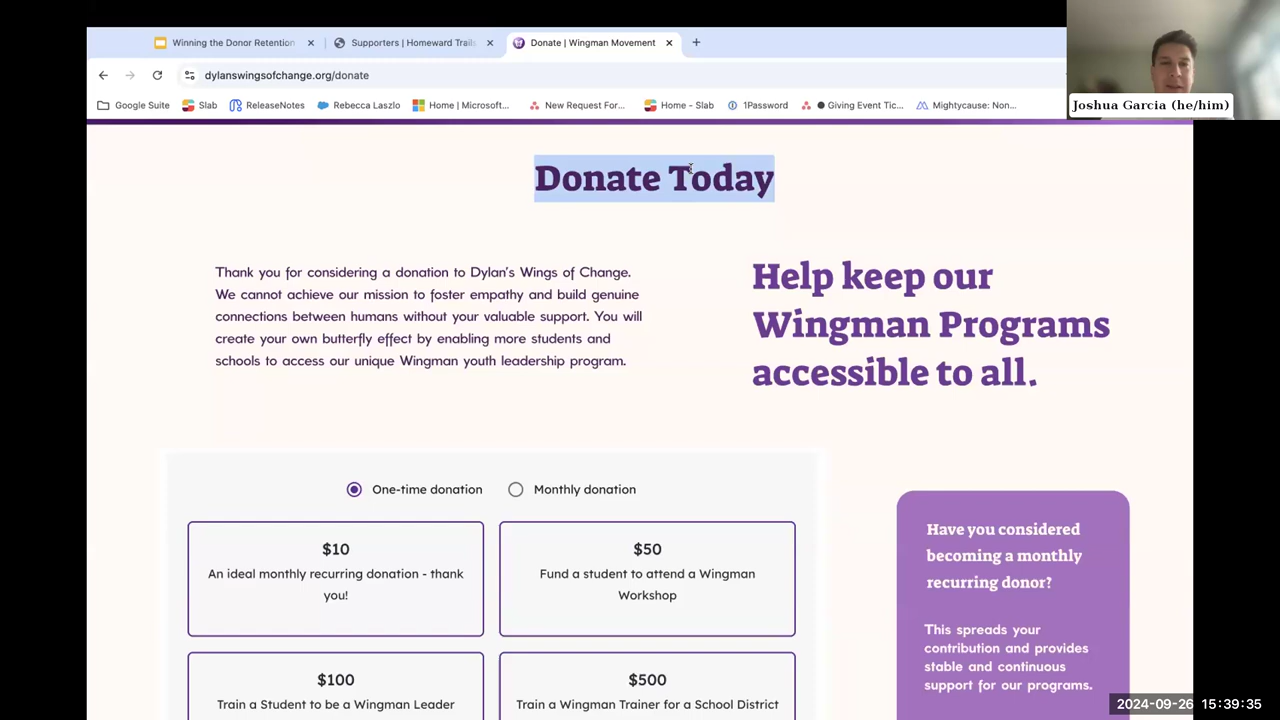 Winning the Donor Retention
Supporters | Homeward Trails
Donate | Wingman Movement
dylanswingsofchange.org/donate
Google Suite
Slab
ReleaseNotes
Rebecca Laszlo
Home | Microsoft...
New Request For...
Home - Slab
1Password
Giving Event Tic...
Mightycause: Non...
Joshua Garcia (he/him)
Donate Today
Thank you for considering a donation to Dylan's Wings of Change.
We cannot achieve our mission to foster empathy and build genuine
connections between humans without your valuable support. You will
create your own butterfly effect by enabling more students and
schools to access our unique Wingman youth leadership program.
Help keep our
Wingman Programs
accessible to all.
One-time donation
Monthly donation
$10
An ideal monthly recurring donation - thank
you!
$50
Fund a student to attend a Wingman
Workshop
$100
Train a Student to be a Wingman Leader
$500
Train a Wingman Trainer for a School District
Have you considered
becoming a monthly
recurring donor?
This spreads your
contribution and provides
stable and continuous
support for our programs.
2024-09-26 15:39:35